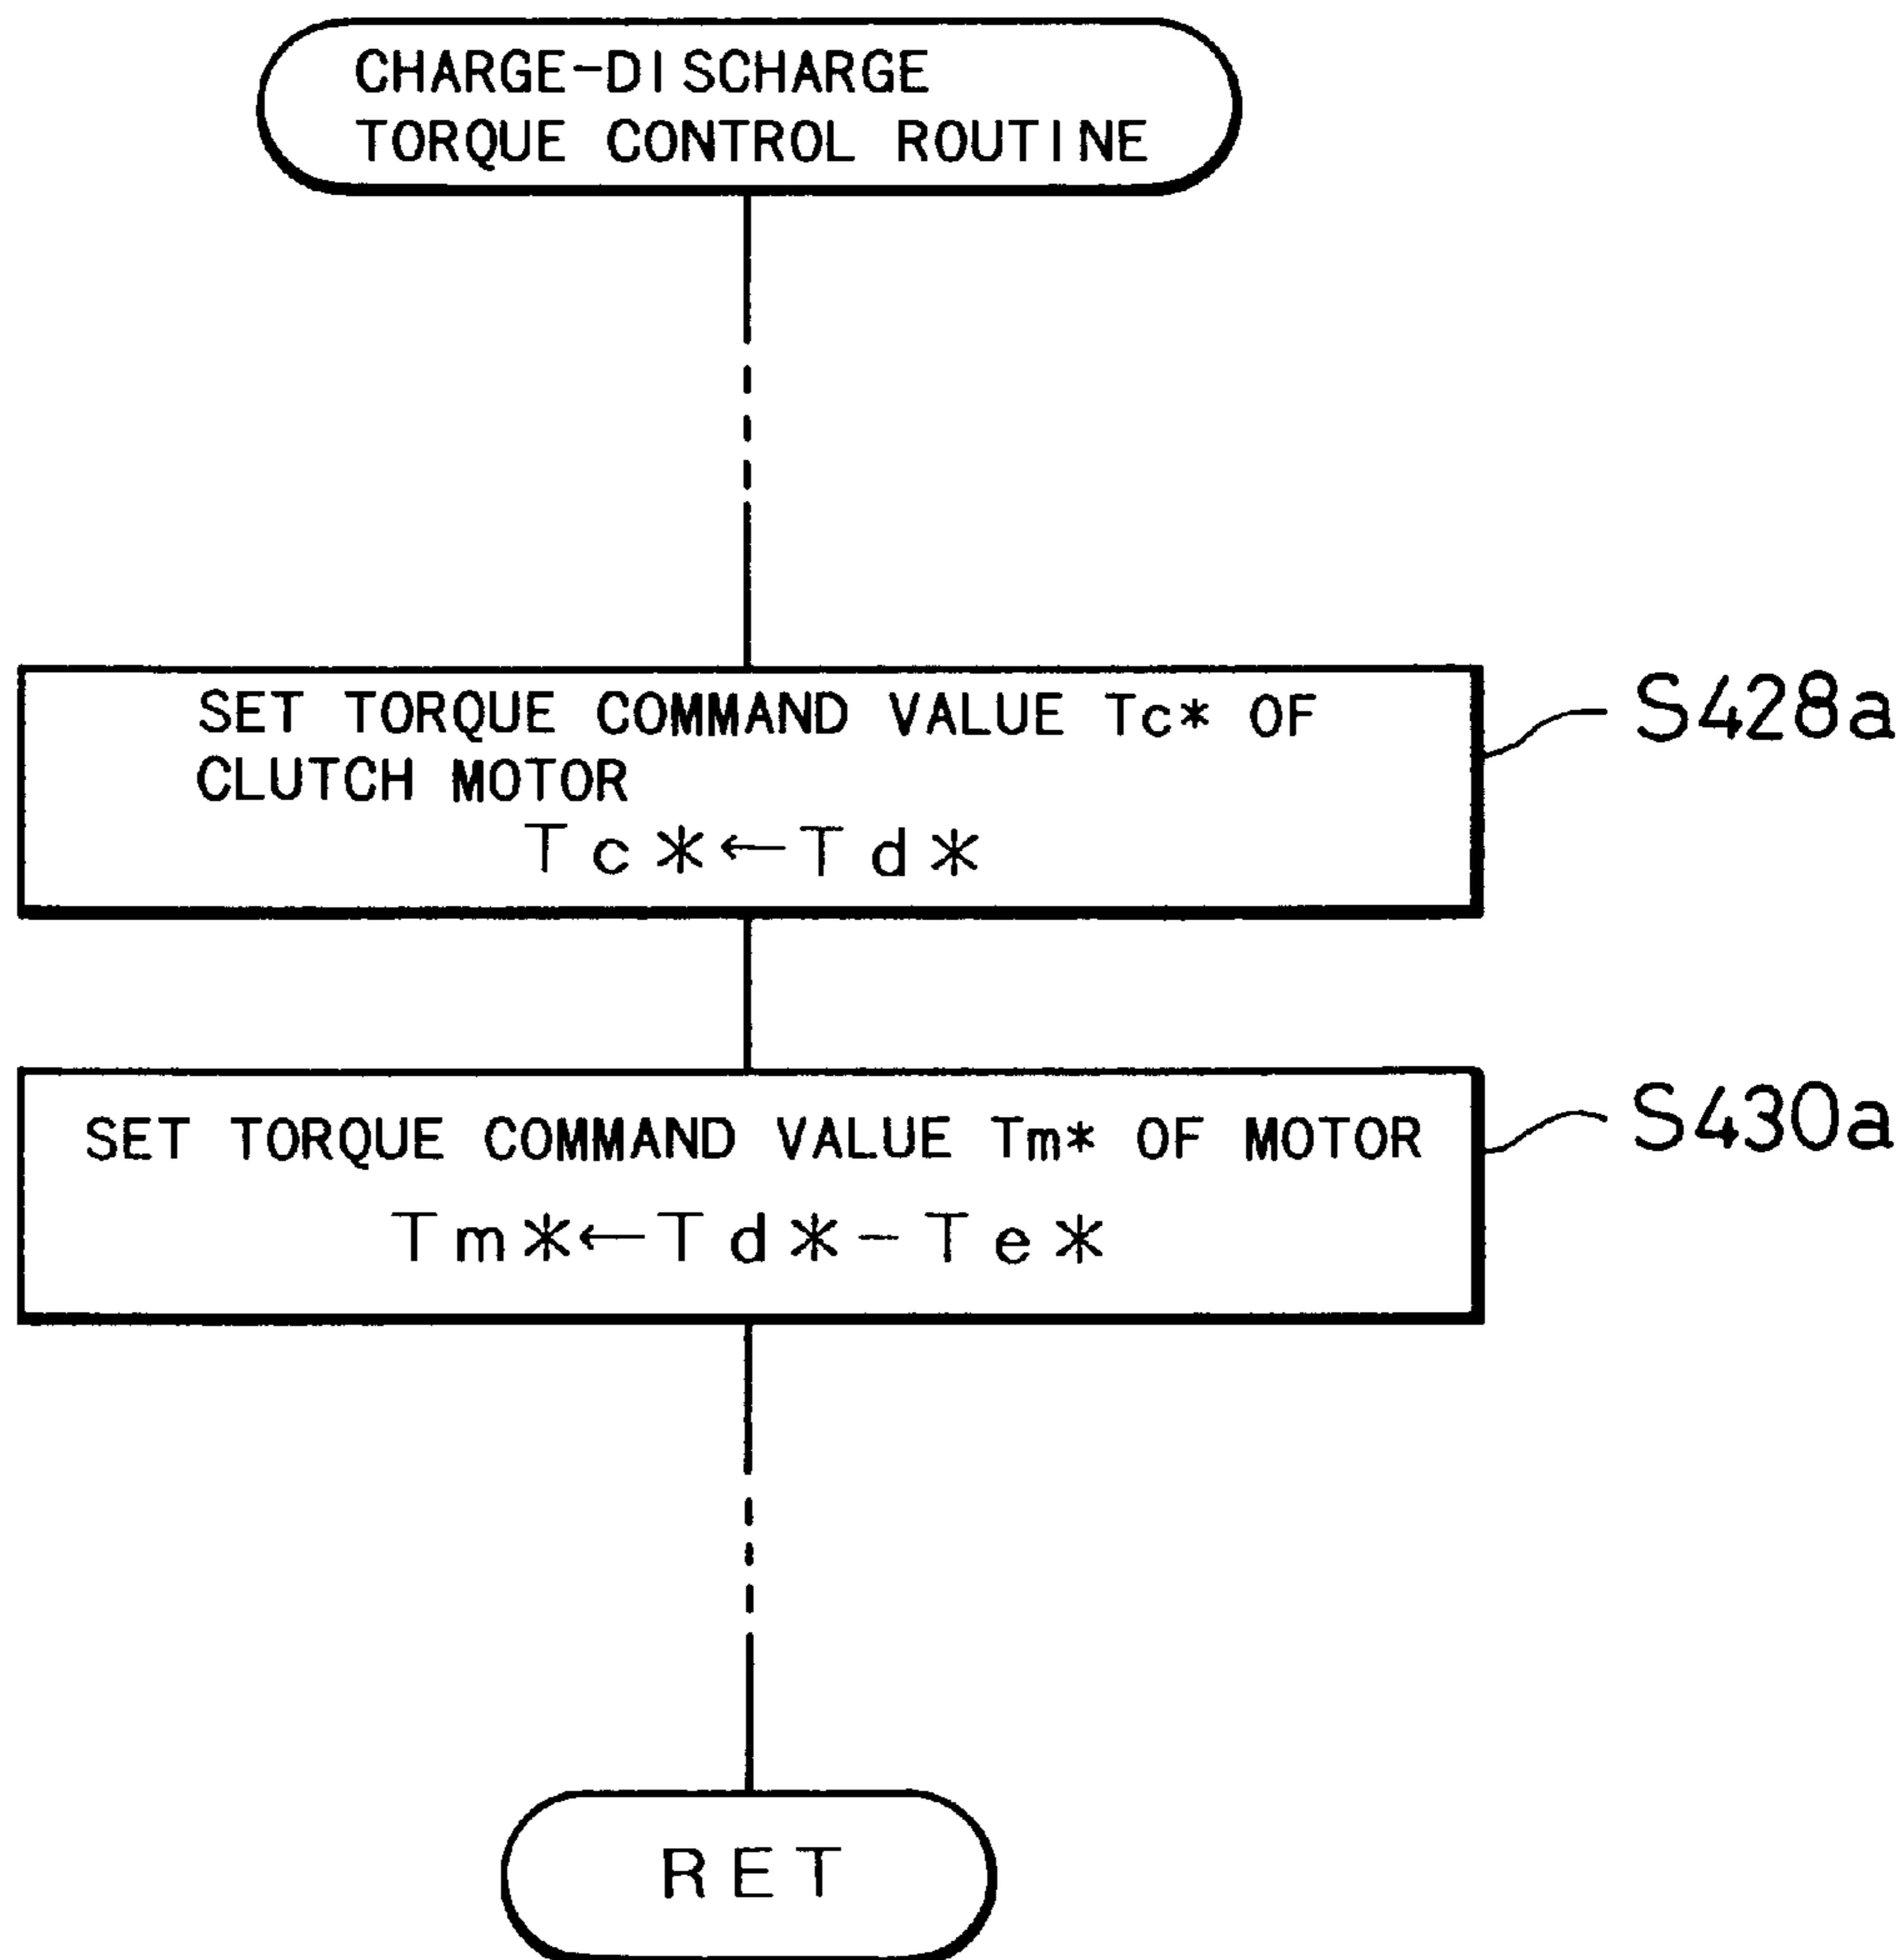 CHARGE-DISCHARGE
TORQUE CONTROL ROUTINE
SET TORQUE COMMAND VALUE Tc* OF
CLUTCH MOTOR
Tc*←Td*
S428a
SET TORQUE COMMAND VALUE Tm* OF MOTOR
Tm*←Td*-Te*
S430a
RET